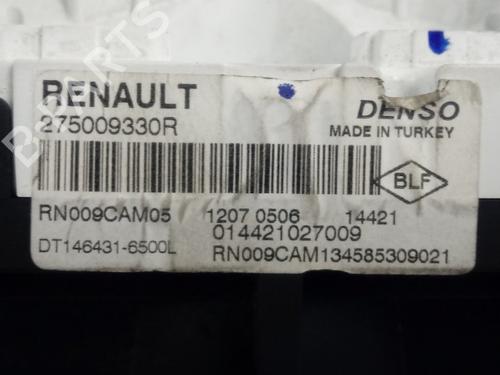 RENAULT
275009330R
DENSO
MADE IN TURKEY
BLF
RN009CAM05 1207 0506 14421
014421027009
DT146431-6500L RN009CAM134585309021
B-PARTS